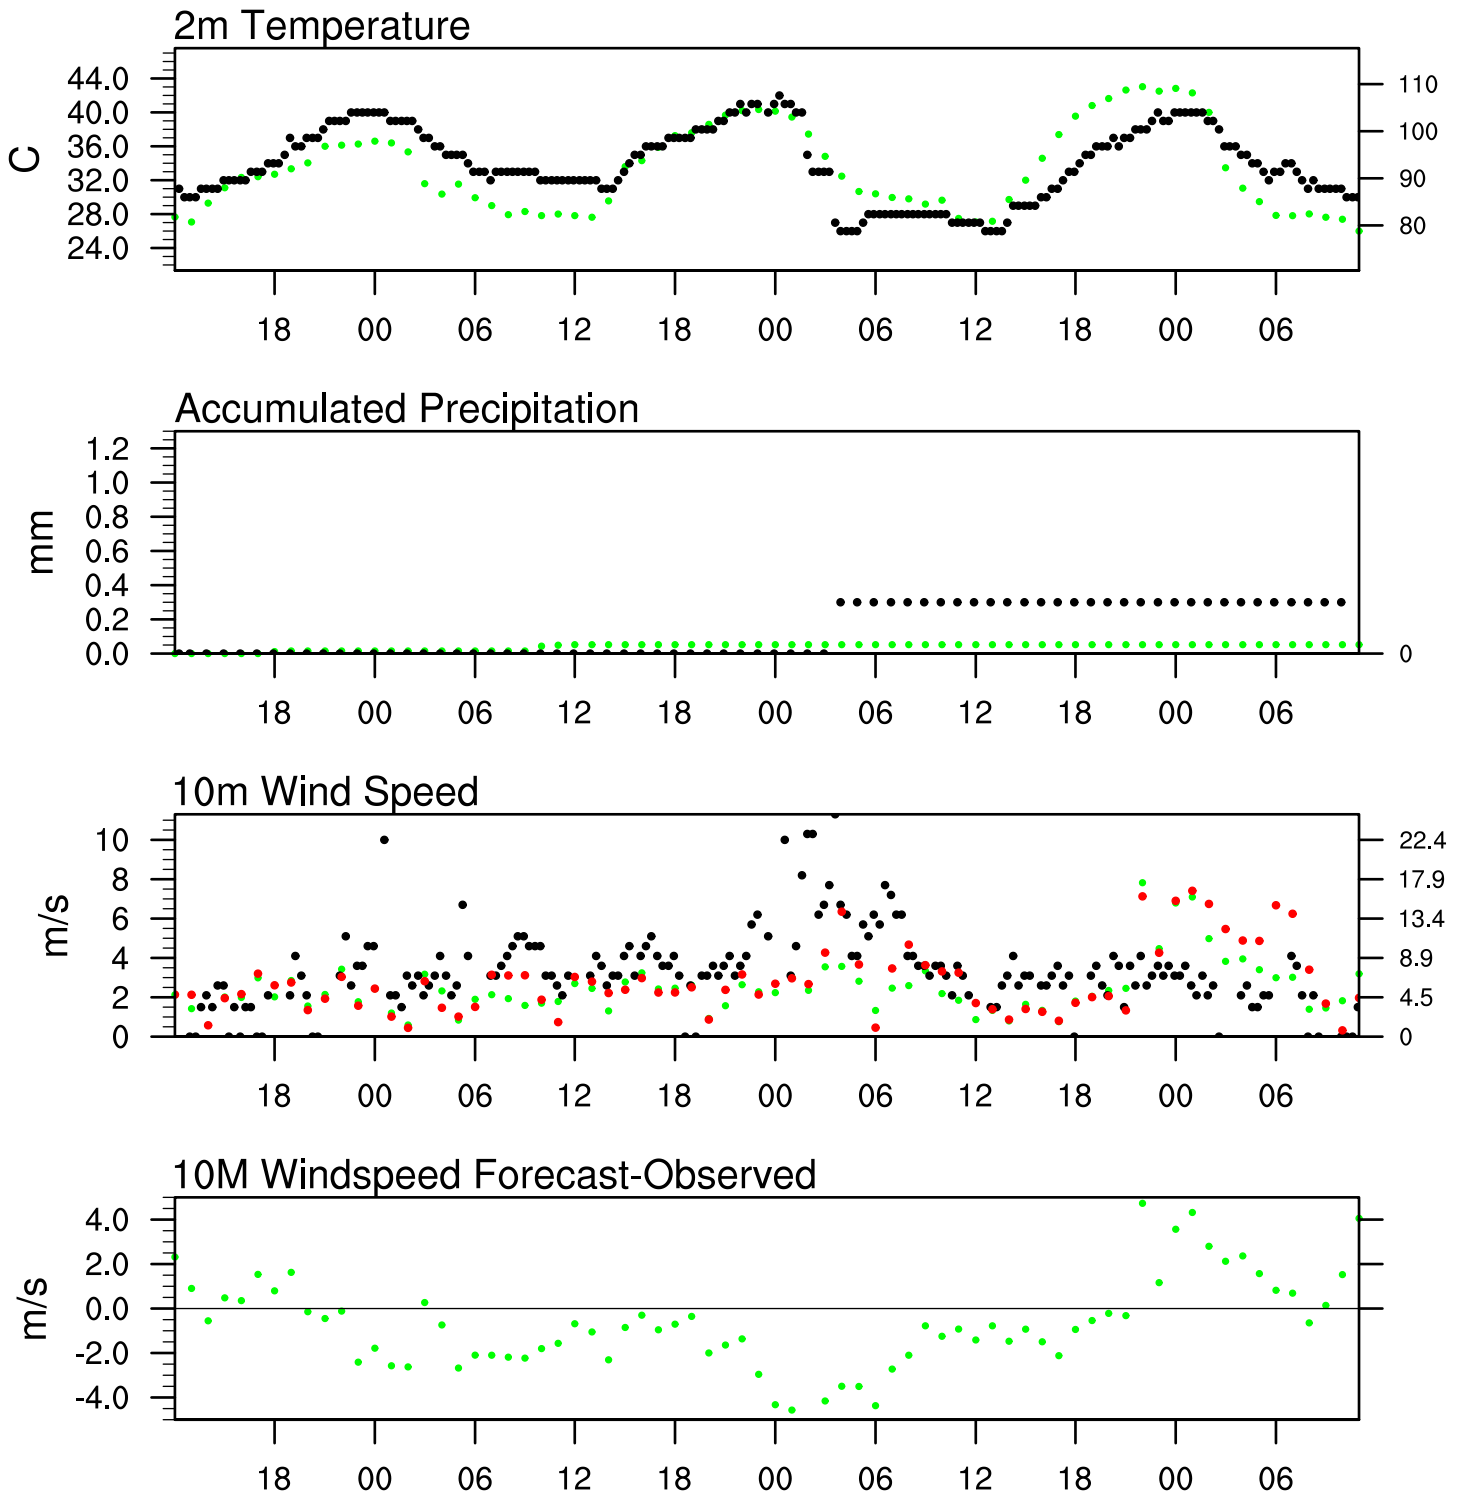 2m Temperature
44.0
40.0
36.0
32.0
28.0
24.0
C
110
100
90
80
18 00 06 12 18 00 06 12 18 00 06
Accumulated Precipitation
1.2
1.0
0.8
0.6
0.4
0.2
0.0
mm
0
18 00 06 12 18 00 06 12 18 00 06
10m Wind Speed
10
8
6
4
2
0
m/s
22.4
17.9
13.4
8.9
4.5
0
18 00 06 12 18 00 06 12 18 00 06
10M Windspeed Forecast-Observed
4.0
2.0
0.0
-2.0
-4.0
m/s
18 00 06 12 18 00 06 12 18 00 06